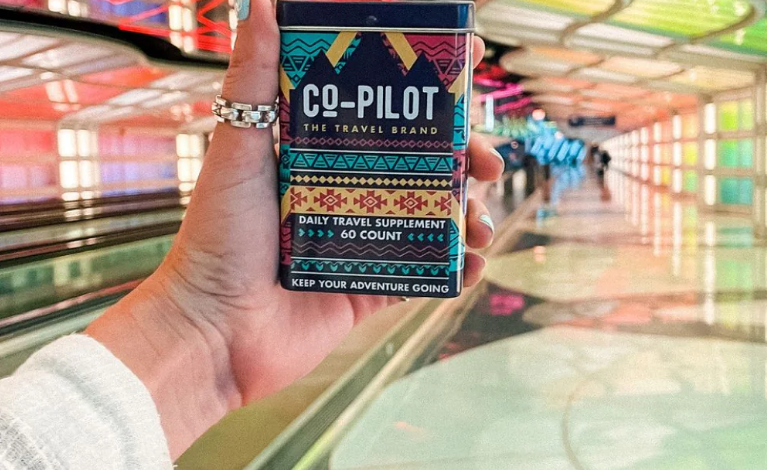 CO-PILOT
THE TRAVEL BRAND
DAILY TRAVEL SUPPLEMENT
60 COUNT
KEEP YOUR ADVENTURE GOING